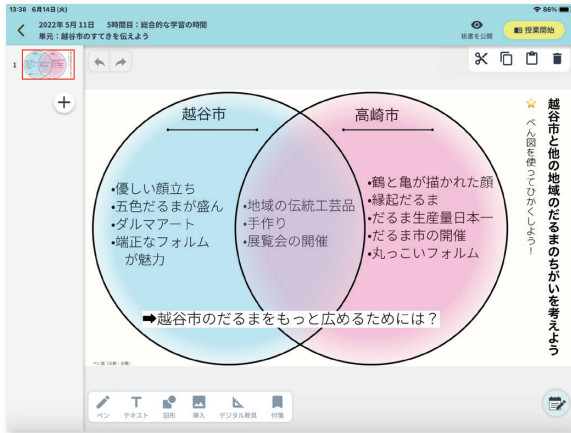 13:38 6月14日(火)
86%
2022年5月11日 5時間目：総合的な学習の時間
単元：越谷市のすてきを伝えよう
板書を公開
授業開始
1
越谷市と他の地域のだるまのちがいを考えよう
べん図を使ってひかくしよう！
越谷市
•優しい顔立ち
•五色だるまが盛ん
•ダルマアート
•端正なフォルム
が魅力
•地域の伝統工芸品
•手作り
•展覧会の開催
高崎市
•鶴と亀が描かれた顔
•縁起だるま
•だるま生産量日本一
•だるま市の開催
•丸っこいフォルム
➡越谷市のだるまをもっと広めるためには？
ペン
テキスト
図形
挿入
デジタル教具
付箋